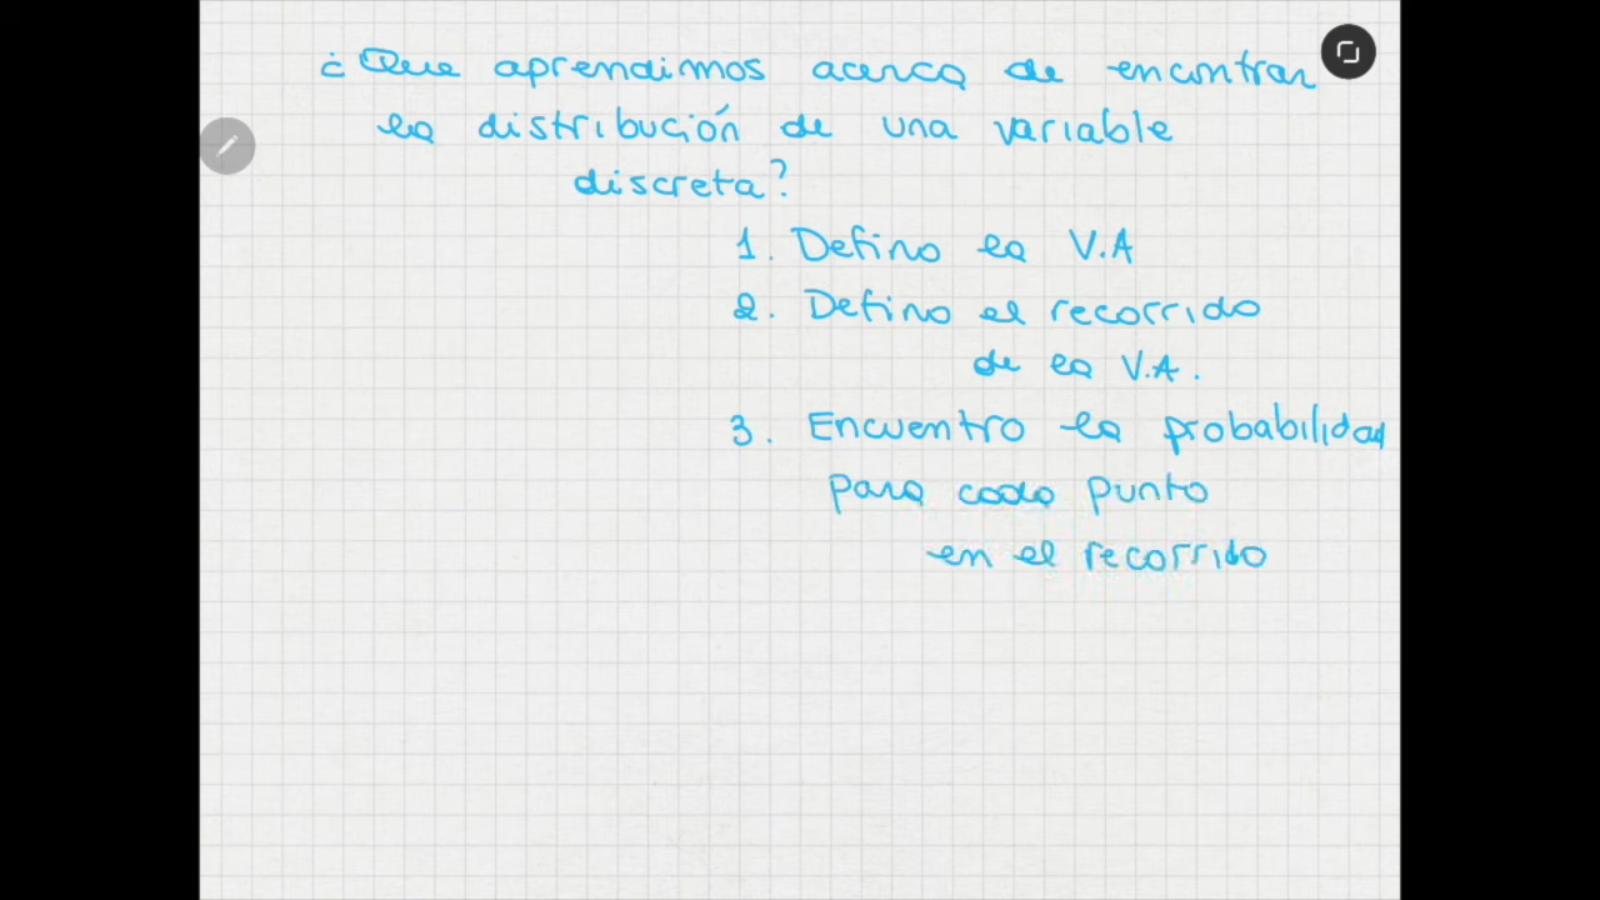 ¿Que aprendimos acerca de encontrar
la distribución de una variable
discreta?
1. Defino la V.A
2. Defino el recorrido
de la V.A.
3. Encuentro la probabilidad
para cada punto
en el recorrido